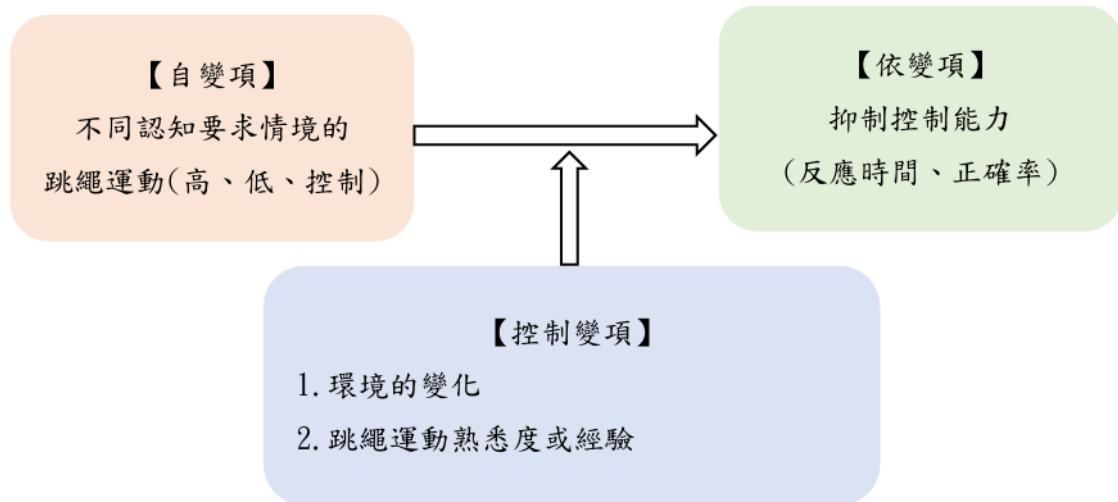 【自變項】
不同認知要求情境的
跳繩運動(高、低、控制)
【依變項】
抑制控制能力
(反應時間、正確率)
【控制變項】
1.環境的變化
2.跳繩運動熟悉度或經驗